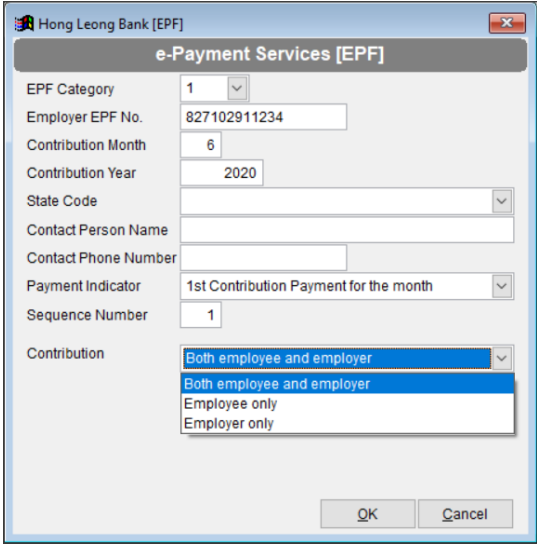 Hong Leong Bank [EPF]
e-Payment Services [EPF]
EPF Category 1
Employer EPF No. 827102911234
Contribution Month 6
Contribution Year 2020
State Code
Contact Person Name
Contact Phone Number
Payment Indicator 1st Contribution Payment for the month
Sequence Number 1
Contribution Both employee and employer
Both employee and employer
Employee only
Employer only
OK Cancel